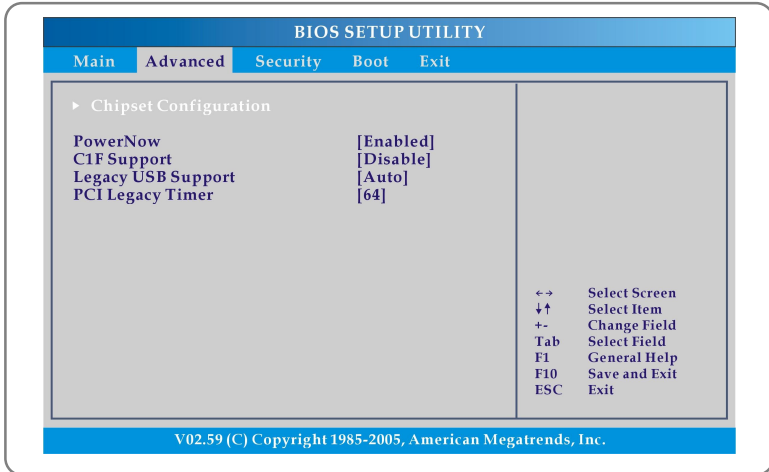 BIOS SETUP UTILITY
Main Advanced Security Boot Exit
Chipset Configuration
PowerNow [Enabled]
C1F Support [Disable]
Legacy USB Support [Auto]
PCI Legacy Timer [64]
←→ Select Screen
↓↑ Select Item
+- Change Field
Tab Select Field
F1 General Help
F10 Save and Exit
ESC Exit
V02.59 (C) Copyright 1985-2005, American Megatrends, Inc.